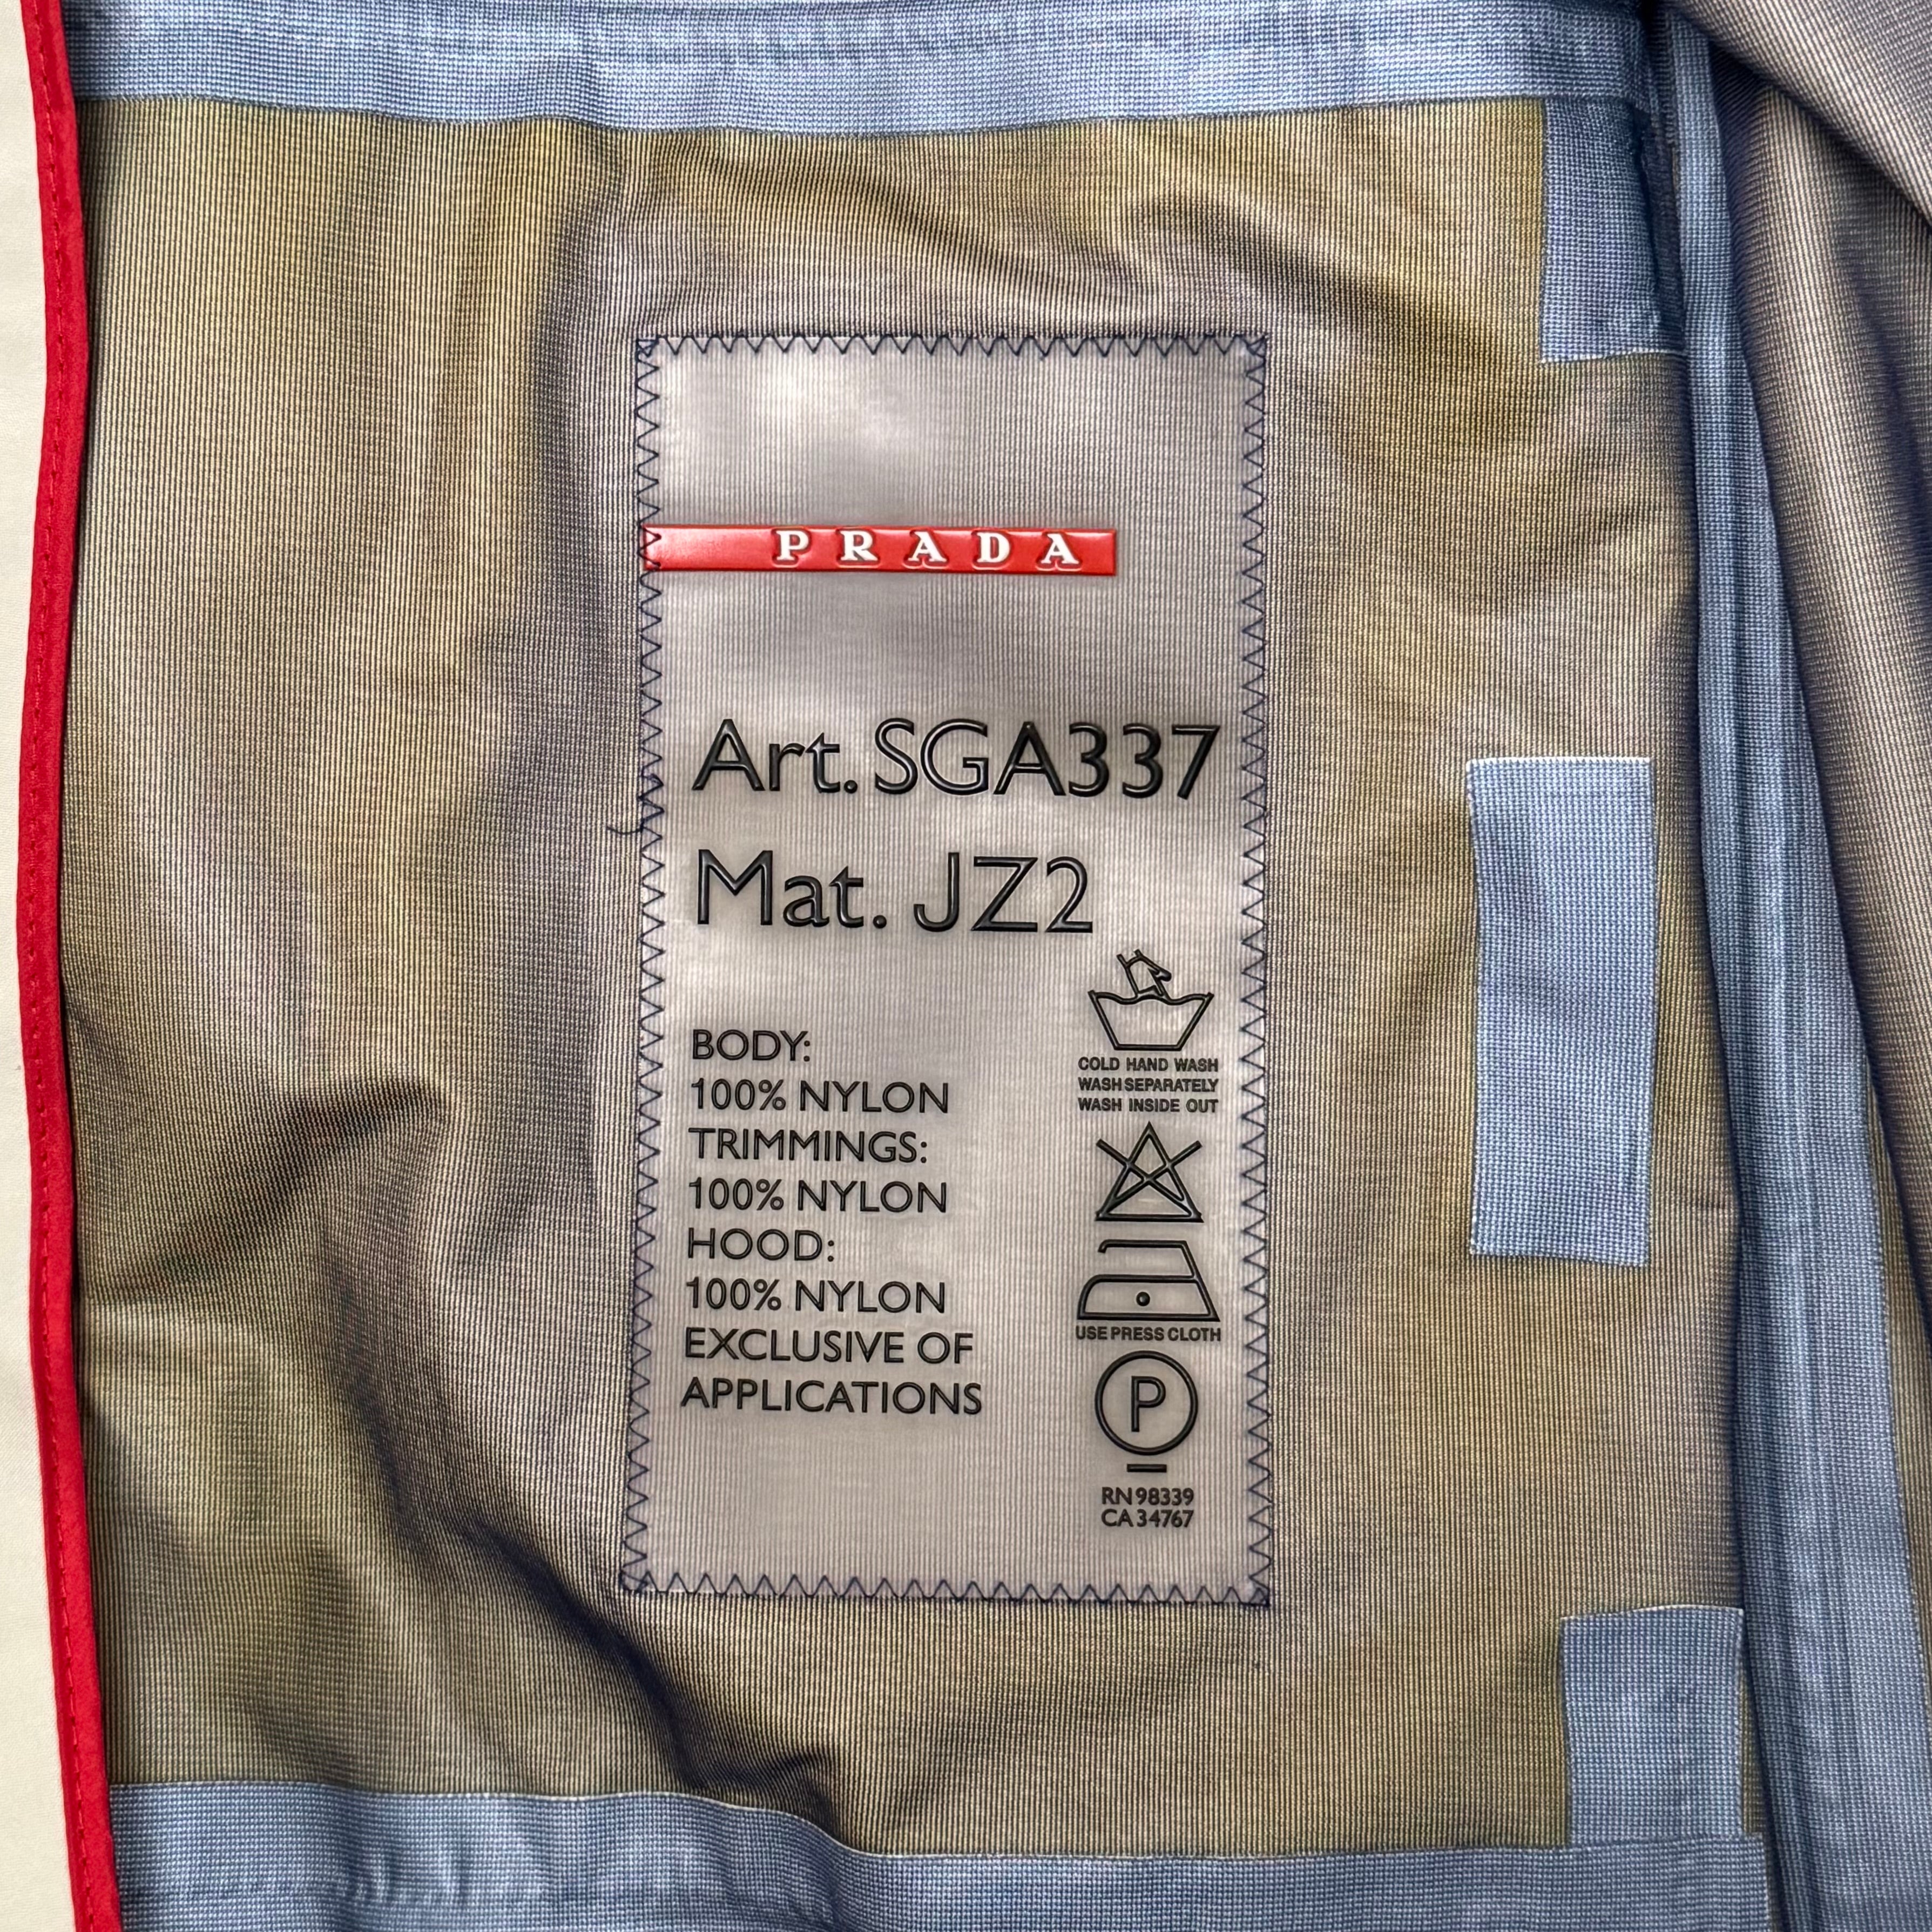 PRADA
Art. SGA337
Mat. JZ2
BODY:
100% NYLON
TRIMMINGS:
100% NYLON
HOOD:
100% NYLON
EXCLUSIVE OF
APPLICATIONS
COLD HAND WASH
WASH SEPARATELY
WASH INSIDE OUT
USE PRESS CLOTH
P
RN 98339
CA 34767